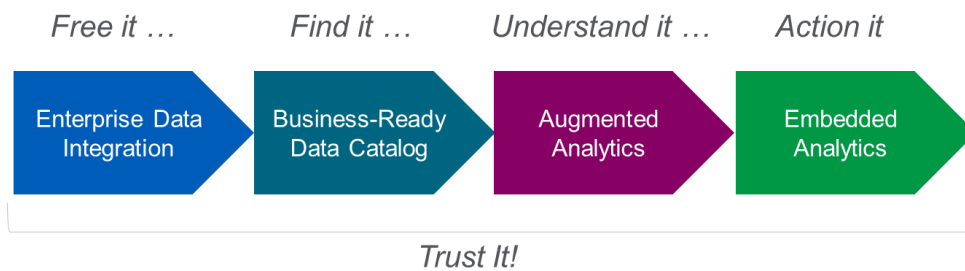 Free it …
Find it …
Understand it …
Action it
Enterprise Data
Integration
Business-Ready
Data Catalog
Augmented
Analytics
Embedded
Analytics
Trust It!